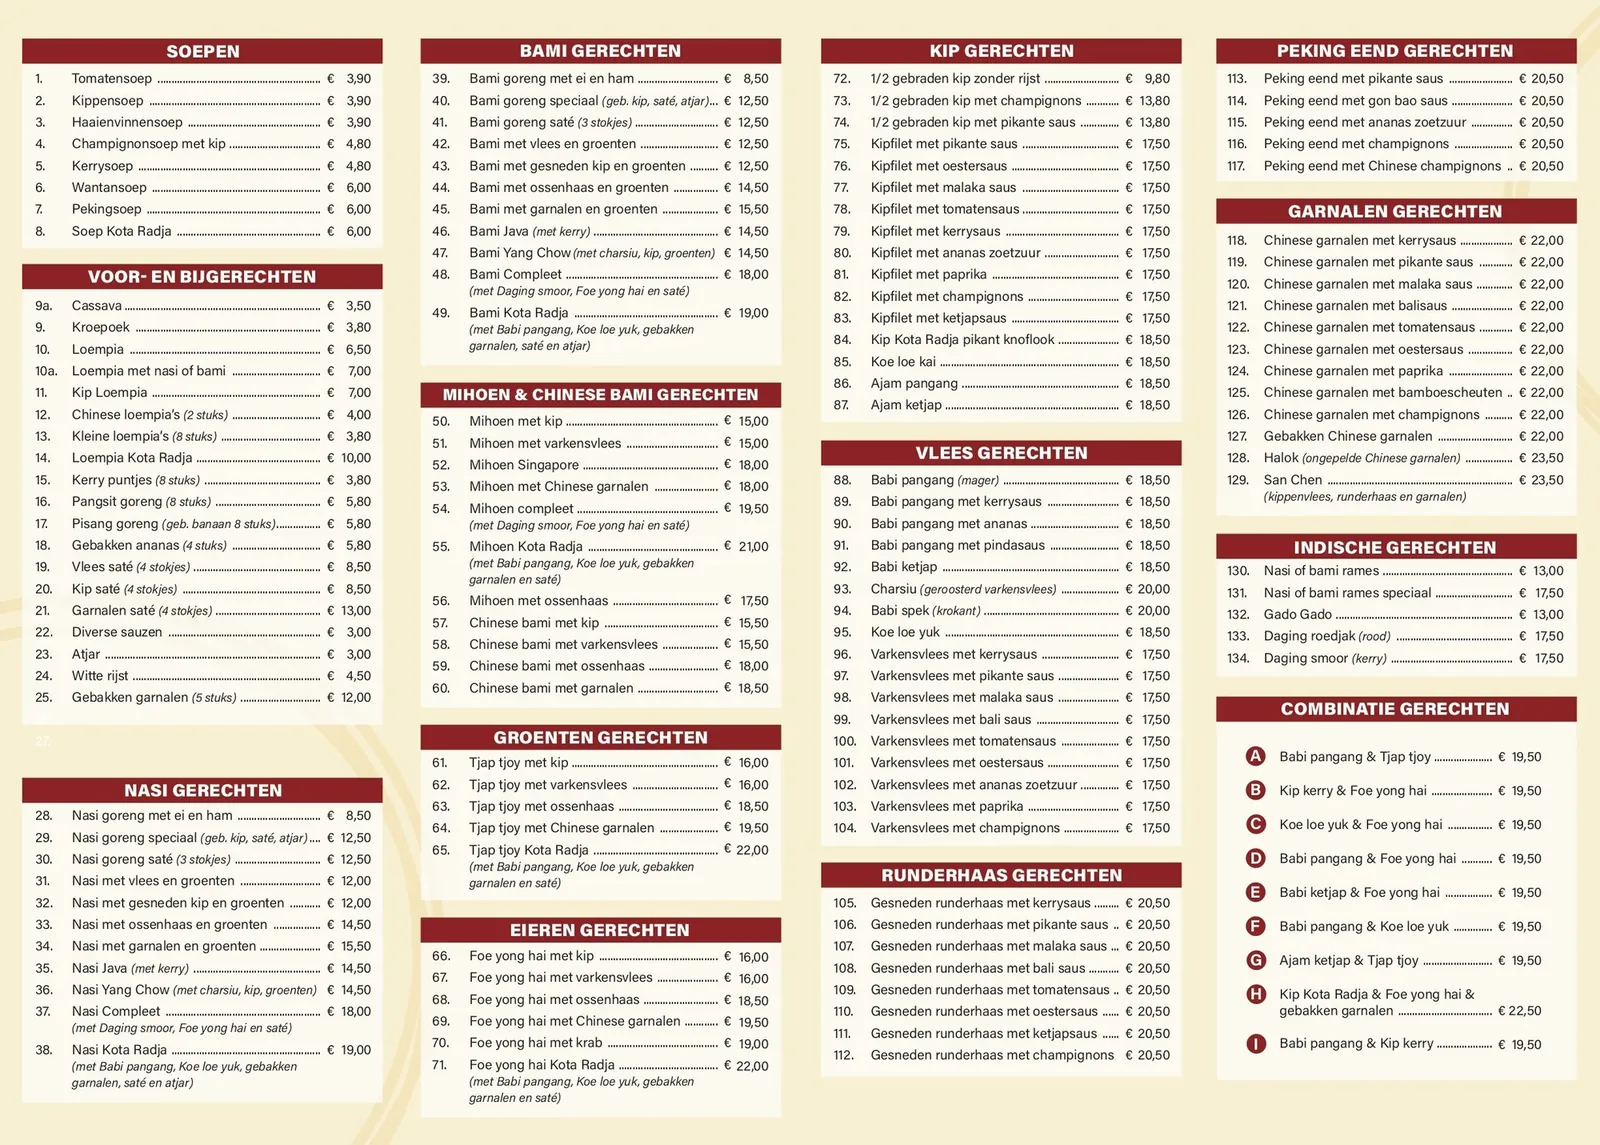 SOEPEN
1. Tomatensoep € 3,90
2. Kippensoep € 3,90
3. Haaienvinnensoep € 3,90
4. Champignonsoep met kip € 4,80
5. Kerrysoep € 4,80
6. Wantansoep € 6,00
7. Pekingsoep € 6,00
8. Soep Kota Radja € 6,00
VOOR- EN BIJGERECHTEN
9a. Cassava € 3,50
9. Kroepoek € 3,80
10. Loempia € 6,50
10a. Loempia met nasi of bami € 7,00
11. Kip Loempia € 7,00
12. Chinese loempia's (2 stuks) € 4,00
13. Kleine loempia's (8 stuks) € 3,80
14. Loempia Kota Radja € 10,00
15. Kerry puntjes (8 stuks) € 3,80
16. Pangsit goreng (8 stuks) € 5,80
17. Pisang goreng (geb. banaan 8 stuks) € 5,80
18. Gebakken ananas (4 stuks) € 5,80
19. Vlees saté (4 stokjes) € 8,50
20. Kip saté (4 stokjes) € 8,50
21. Garnalen saté (4 stokjes) € 13,00
22. Diverse sauzen € 3,00
23. Atjar € 3,00
24. Witte rijst € 4,50
25. Gebakken garnalen (5 stuks) € 12,00
27.
NASI GERECHTEN
28. Nasi goreng met ei en ham € 8,50
29. Nasi goreng speciaal (geb. kip, saté, atjar) € 12,50
30. Nasi goreng saté (3 stokjes) € 12,50
31. Nasi met vlees en groenten € 12,00
32. Nasi met gesneden kip en groenten € 12,00
33. Nasi met ossenhaas en groenten € 14,50
34. Nasi met garnalen en groenten € 15,50
35. Nasi Java (met kerry) € 14,50
36. Nasi Yang Chow (met charsiu, kip, groenten) € 14,50
37. Nasi Compleet € 18,00
(met Daging smoor, Foe yong hai en saté)
38. Nasi Kota Radja € 19,00
(met Babi pangang, Koe loe yuk, gebakken
garnalen, saté en atjar)
BAMI GERECHTEN
39. Bami goreng met ei en ham € 8,50
40. Bami goreng speciaal (geb. kip, saté, atjar) € 12,50
41. Bami goreng saté (3 stokjes) € 12,50
42. Bami met vlees en groenten € 12,50
43. Bami met gesneden kip en groenten € 12,50
44. Bami met ossenhaas en groenten € 14,50
45. Bami met garnalen en groenten € 15,50
46. Bami Java (met kerry) € 14,50
47. Bami Yang Chow (met charsiu, kip, groenten) € 14,50
48. Bami Compleet € 18,00
(met Daging smoor, Foe yong hai en saté)
49. Bami Kota Radja € 19,00
(met Babi pangang, Koe loe yuk, gebakken
garnalen, saté en atjar)
MIHOEN & CHINESE BAMI GERECHTEN
50. Mihoen met kip € 15,00
51. Mihoen met varkensvlees € 15,00
52. Mihoen Singapore € 18,00
53. Mihoen met Chinese garnalen € 18,00
54. Mihoen compleet € 19,50
(met Daging smoor, Foe yong hai en saté)
55. Mihoen Kota Radja € 21,00
(met Babi pangang, Koe loe yuk, gebakken
garnalen en saté)
56. Mihoen met ossenhaas € 17,50
57. Chinese bami met kip € 15,50
58. Chinese bami met varkensvlees € 15,50
59. Chinese bami met ossenhaas € 18,00
60. Chinese bami met garnalen € 18,50
GROENTEN GERECHTEN
61. Tjap tjoy met kip € 16,00
62. Tjap tjoy met varkensvlees € 16,00
63. Tjap tjoy met ossenhaas € 18,50
64. Tjap tjoy met Chinese garnalen € 19,50
65. Tjap tjoy Kota Radja € 22,00
(met Babi pangang, Koe loe yuk, gebakken
garnalen en saté)
EIEREN GERECHTEN
66. Foe yong hai met kip € 16,00
67. Foe yong hai met varkensvlees € 16,00
68. Foe yong hai met ossenhaas € 18,50
69. Foe yong hai met Chinese garnalen € 19,50
70. Foe yong hai met krab € 19,00
71. Foe yong hai Kota Radja € 22,00
(met Babi pangang, Koe loe yuk, gebakken
garnalen en saté)
KIP GERECHTEN
72. 1/2 gebraden kip zonder rijst € 9,80
73. 1/2 gebraden kip met champignons € 13,80
74. 1/2 gebraden kip met pikante saus € 13,80
75. Kipfilet met pikante saus € 17,50
76. Kipfilet met oestersaus € 17,50
77. Kipfilet met malaka saus € 17,50
78. Kipfilet met tomatensaus € 17,50
79. Kipfilet met kerrysaus € 17,50
80. Kipfilet met ananas zoetzuur € 17,50
81. Kipfilet met paprika € 17,50
82. Kipfilet met champignons € 17,50
83. Kipfilet met ketjapsaus € 17,50
84. Kip Kota Radja pikant knoflook € 18,50
85. Koe loe kai € 18,50
86. Ajam pangang € 18,50
87. Ajam ketjap € 18,50
VLEES GERECHTEN
88. Babi pangang (mager) € 18,50
89. Babi pangang met kerrysaus € 18,50
90. Babi pangang met ananas € 18,50
91. Babi pangang met pindasaus € 18,50
92. Babi ketjap € 18,50
93. Charsiu (geroosterd varkensvlees) € 20,00
94. Babi spek (krokant) € 20,00
95. Koe loe yuk € 18,50
96. Varkensvlees met kerrysaus € 17,50
97. Varkensvlees met pikante saus € 17,50
98. Varkensvlees met malaka saus € 17,50
99. Varkensvlees met bali saus € 17,50
100. Varkensvlees met tomatensaus € 17,50
101. Varkensvlees met oestersaus € 17,50
102. Varkensvlees met ananas zoetzuur € 17,50
103. Varkensvlees met paprika € 17,50
104. Varkensvlees met champignons € 17,50
RUNDERHAAS GERECHTEN
105. Gesneden runderhaas met kerrysaus € 20,50
106. Gesneden runderhaas met pikante saus € 20,50
107. Gesneden runderhaas met malaka saus € 20,50
108. Gesneden runderhaas met bali saus € 20,50
109. Gesneden runderhaas met tomatensaus € 20,50
110. Gesneden runderhaas met oestersaus € 20,50
111. Gesneden runderhaas met ketjapsaus € 20,50
112. Gesneden runderhaas met champignons € 20,50
PEKING EEND GERECHTEN
113. Peking eend met pikante saus € 20,50
114. Peking eend met gon bao saus € 20,50
115. Peking eend met ananas zoetzuur € 20,50
116. Peking eend met champignons € 20,50
117. Peking eend met Chinese champignons € 20,50
GARNALEN GERECHTEN
118. Chinese garnalen met kerrysaus € 22,00
119. Chinese garnalen met pikante saus € 22,00
120. Chinese garnalen met malaka saus € 22,00
121. Chinese garnalen met balisaus € 22,00
122. Chinese garnalen met tomatensaus € 22,00
123. Chinese garnalen met oestersaus € 22,00
124. Chinese garnalen met paprika € 22,00
125. Chinese garnalen met bamboescheuten € 22,00
126. Chinese garnalen met champignons € 22,00
127. Gebakken Chinese garnalen € 22,00
128. Halok (ongepelde Chinese garnalen) € 23,50
129. San Chen € 23,50
(kippenvlees, runderhaas en garnalen)
INDISCHE GERECHTEN
130. Nasi of bami rames € 13,00
131. Nasi of bami rames speciaal € 17,50
132. Gado Gado € 13,00
133. Daging roedjak (rood) € 17,50
134. Daging smoor (kerry) € 17,50
COMBINATIE GERECHTEN
A Babi pangang & Tjap tjoy € 19,50
B Kip kerry & Foe yong hai € 19,50
C Koe loe yuk & Foe yong hai € 19,50
D Babi pangang & Foe yong hai € 19,50
E Babi ketjap & Foe yong hai € 19,50
F Babi pangang & Koe loe yuk € 19,50
G Ajam ketjap & Tjap tjoy € 19,50
H Kip Kota Radja & Foe yong hai &
gebakken garnalen € 22,50
I Babi pangang & Kip kerry € 19,50